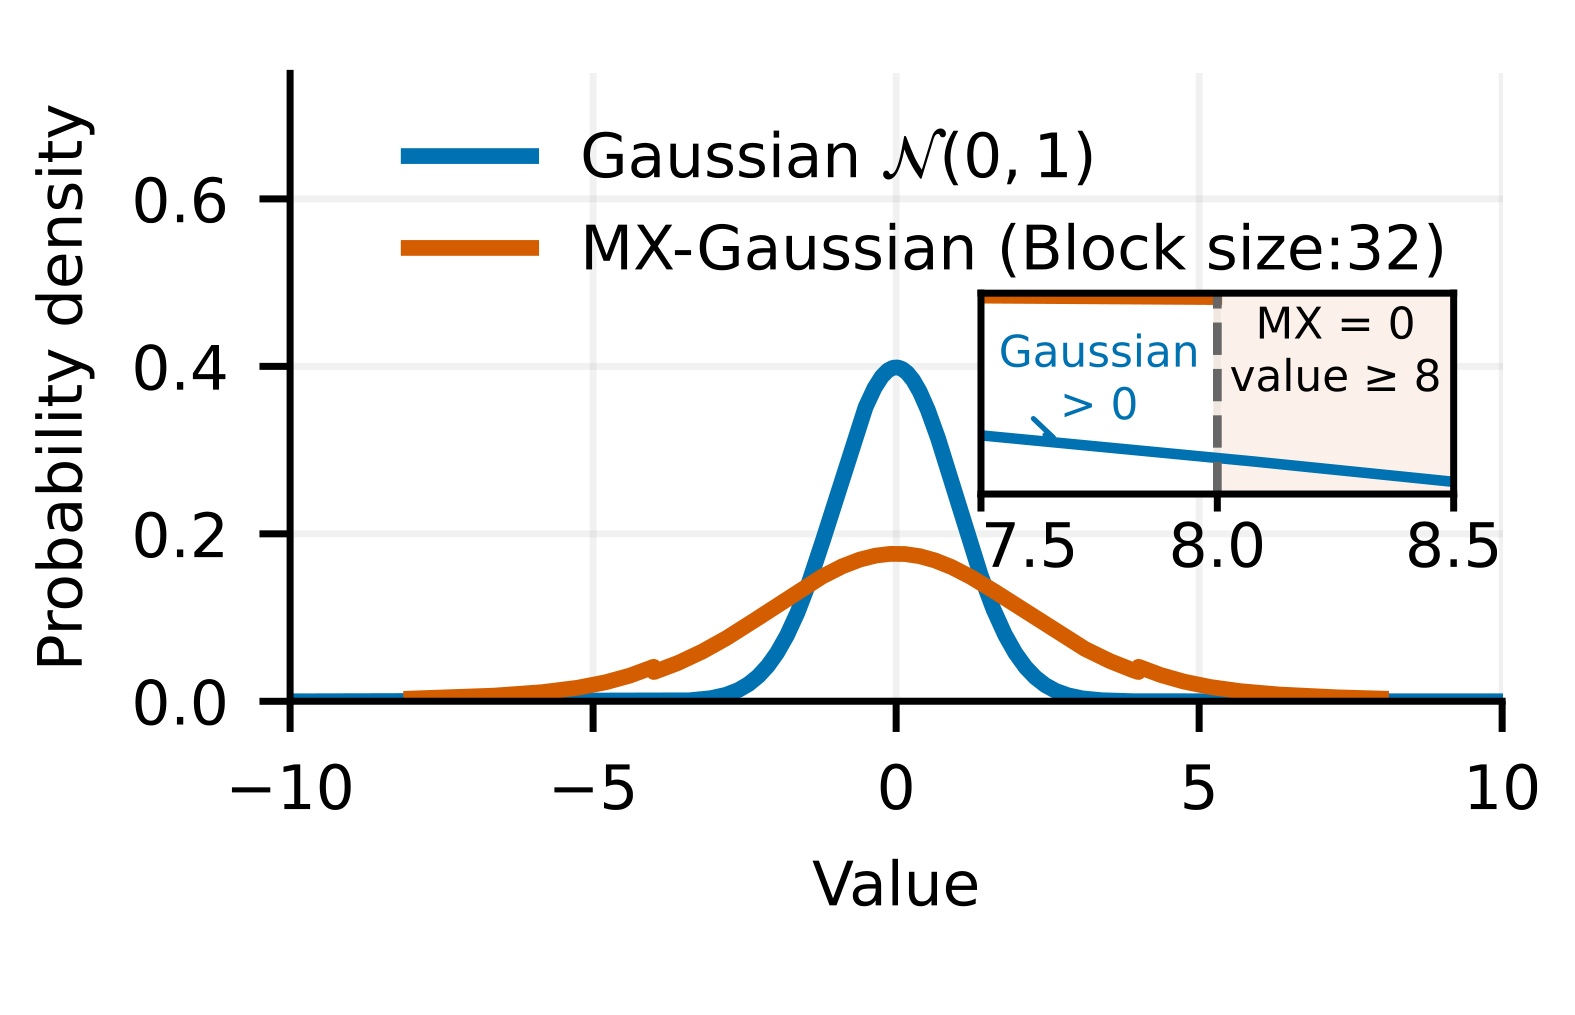 Probability density
0.6
0.4
0.2
0.0
Gaussian 𝒩(0, 1)
MX-Gaussian (Block size:32)
Gaussian
> 0
MX = 0
value ≥ 8
7.5 8.0 8.5
−10 −5 0 5 10
Value